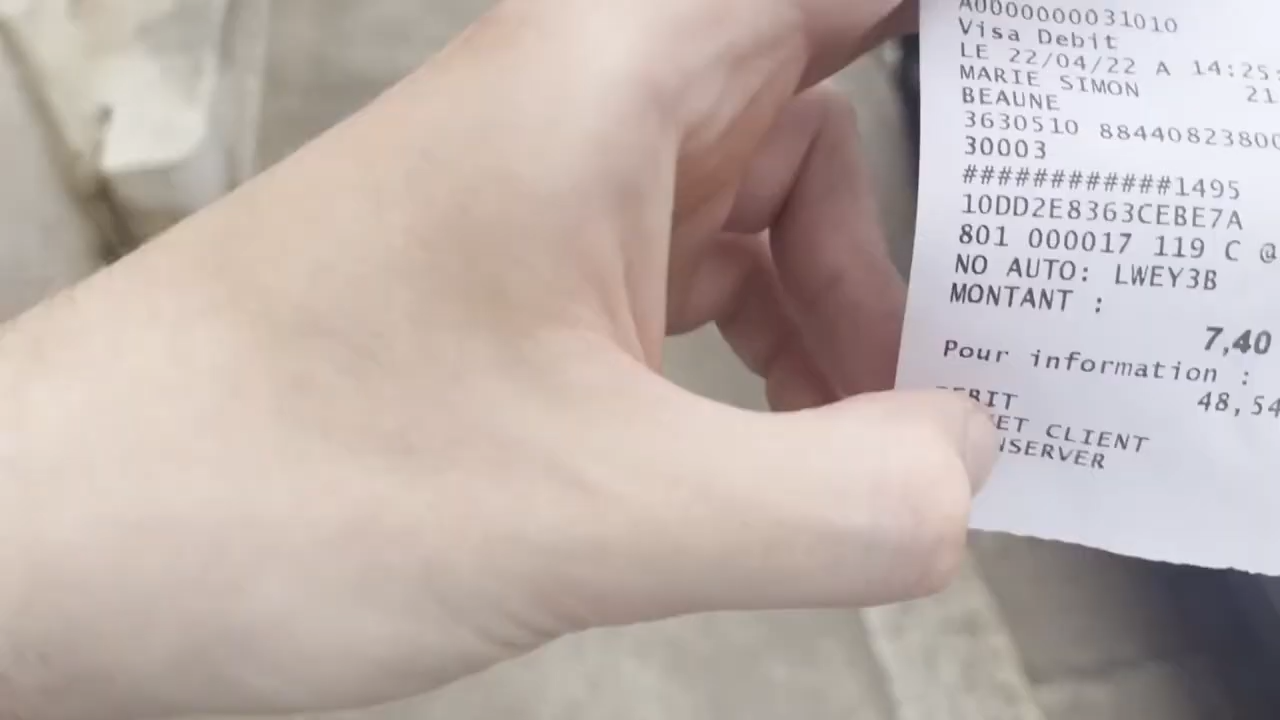 A0000000031010
Visa Debit
LE 22/04/22 A 14:25:
MARIE SIMON 21
BEAUNE
3630510 88440823800
30003
############1495
10DD2E8363CEBE7A
801 000017 119 C @
NO AUTO: LWEY3B
MONTANT :
7,40
Pour information :
48,54
CLIENT